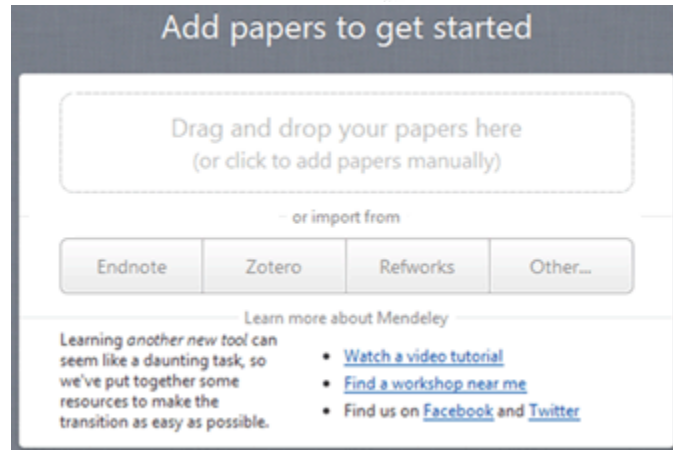 Add papers to get started
Drag and drop your papers here
(or click to add papers manually)
or import from
Endnote
Zotero
Refworks
Other...
Learn more about Mendeley
Learning another new tool can
seem like a daunting task, so
we've put together some
resources to make the
transition as easy as possible.
• Watch a video tutorial
• Find a workshop near me
• Find us on Facebook and Twitter